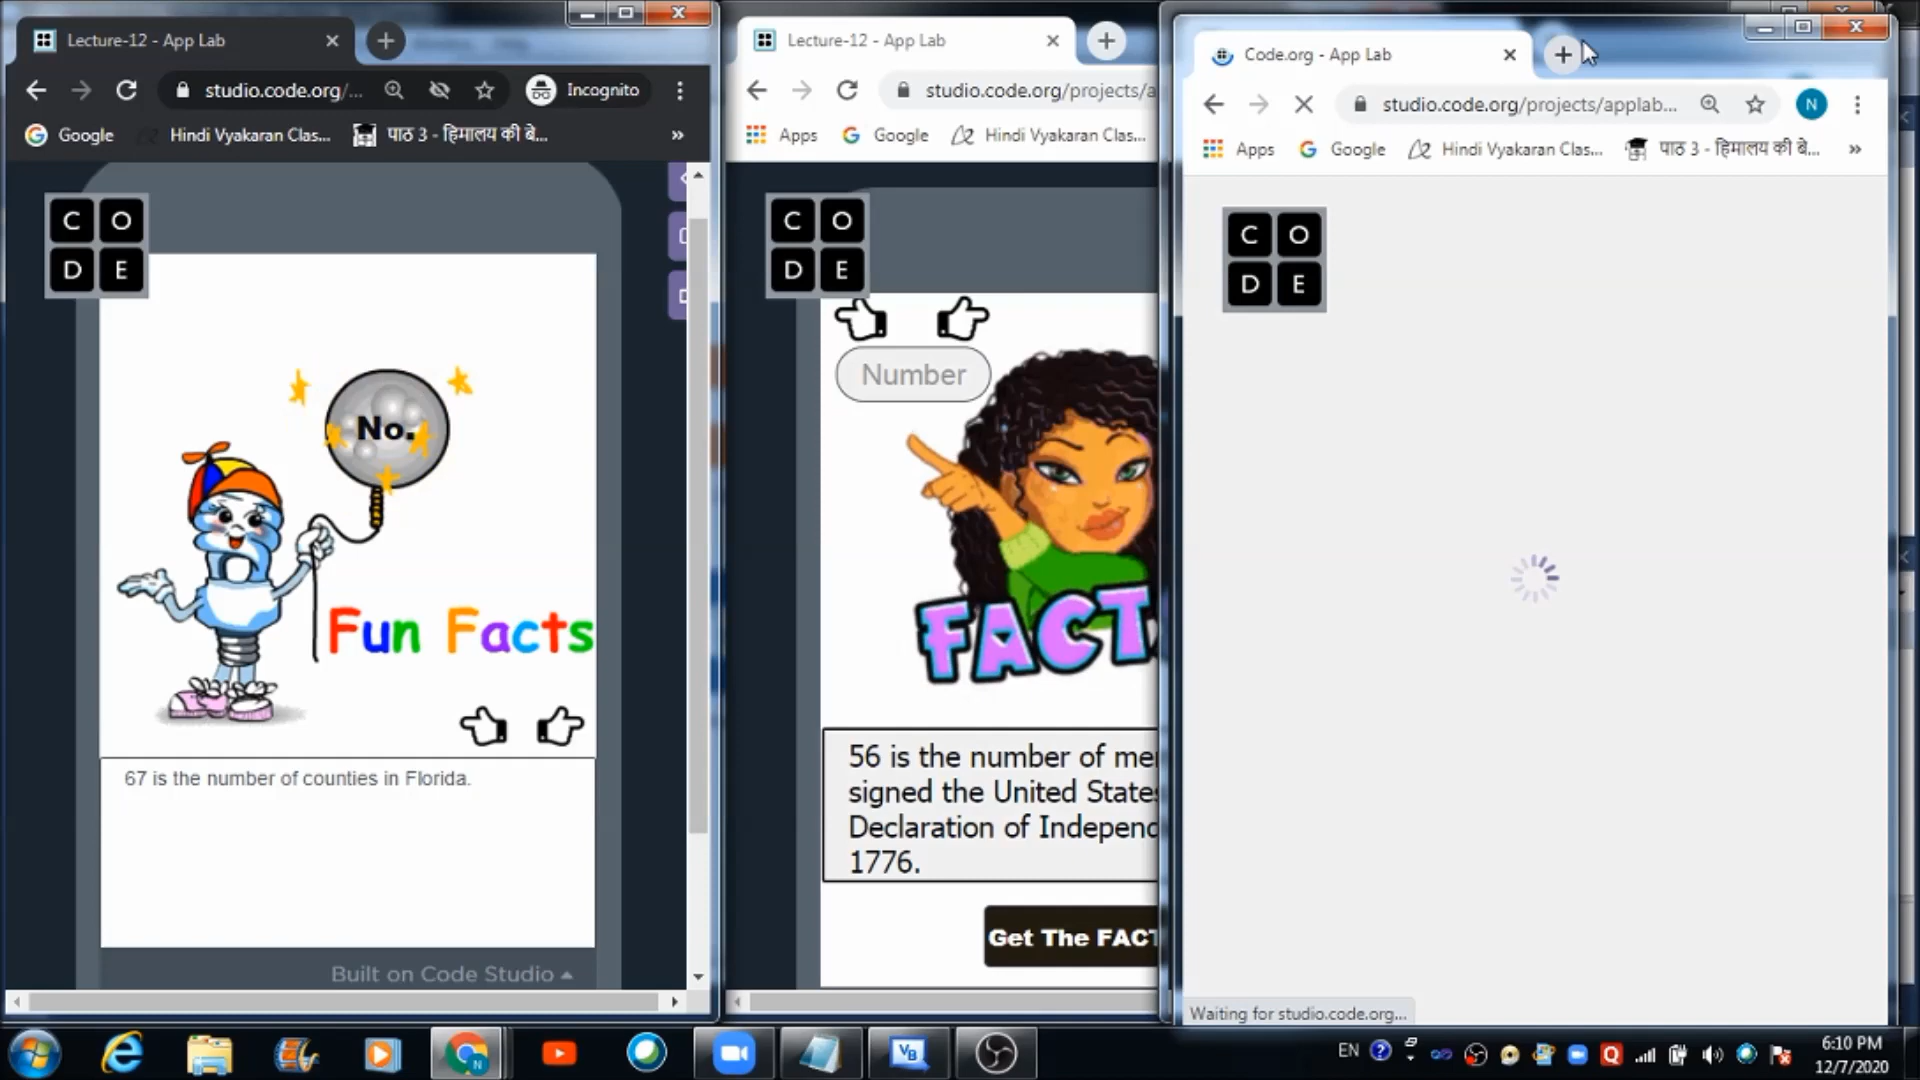 Lecture-12 - App Lab
studio.code.org/...
Incognito
Google
Hindi Vyakaran Clas...
पाठ 3 - हिमालय की बे...
»
C O
D E
No.
Fun Facts
67 is the number of counties in Florida.
Built on Code Studio
Lecture-12 - App Lab
studio.code.org/projects/a
Apps
Google
Hindi Vyakaran Clas...
C O
D E
Number
FACT
56 is the number of me
signed the United States
Declaration of Independ
1776.
Get The FACT
Code.org - App Lab
studio.code.org/projects/applab...
N
Apps
Google
Hindi Vyakaran Clas...
पाठ 3 - हिमालय की बे...
»
C O
D E
Waiting for studio.code.org...
EN
6:10 PM
12/7/2020